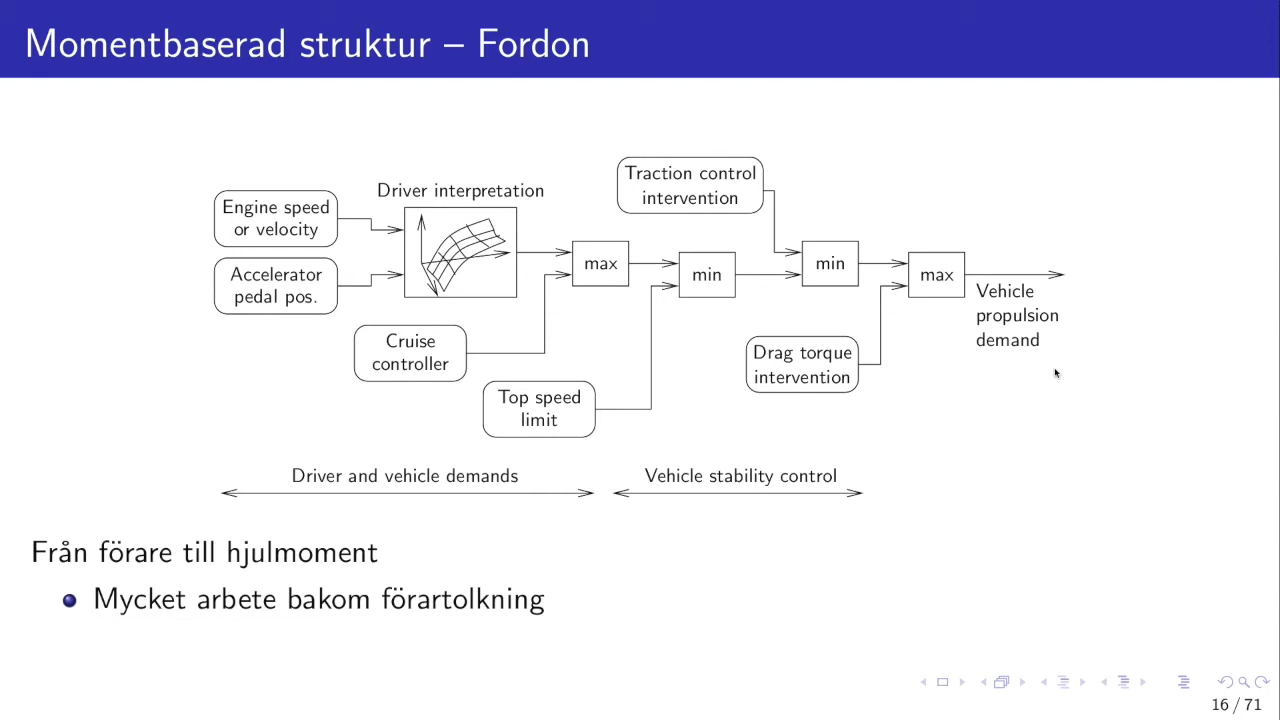 Momentbaserad struktur – Fordon
Traction control
intervention
Driver interpretation
Engine speed
or velocity
max
min
min
max
Accelerator
pedal pos.
Vehicle
propulsion
demand
Cruise
controller
Drag torque
intervention
Top speed
limit
Driver and vehicle demands
Vehicle stability control
Från förare till hjulmoment
Mycket arbete bakom förartolkning
16 / 71